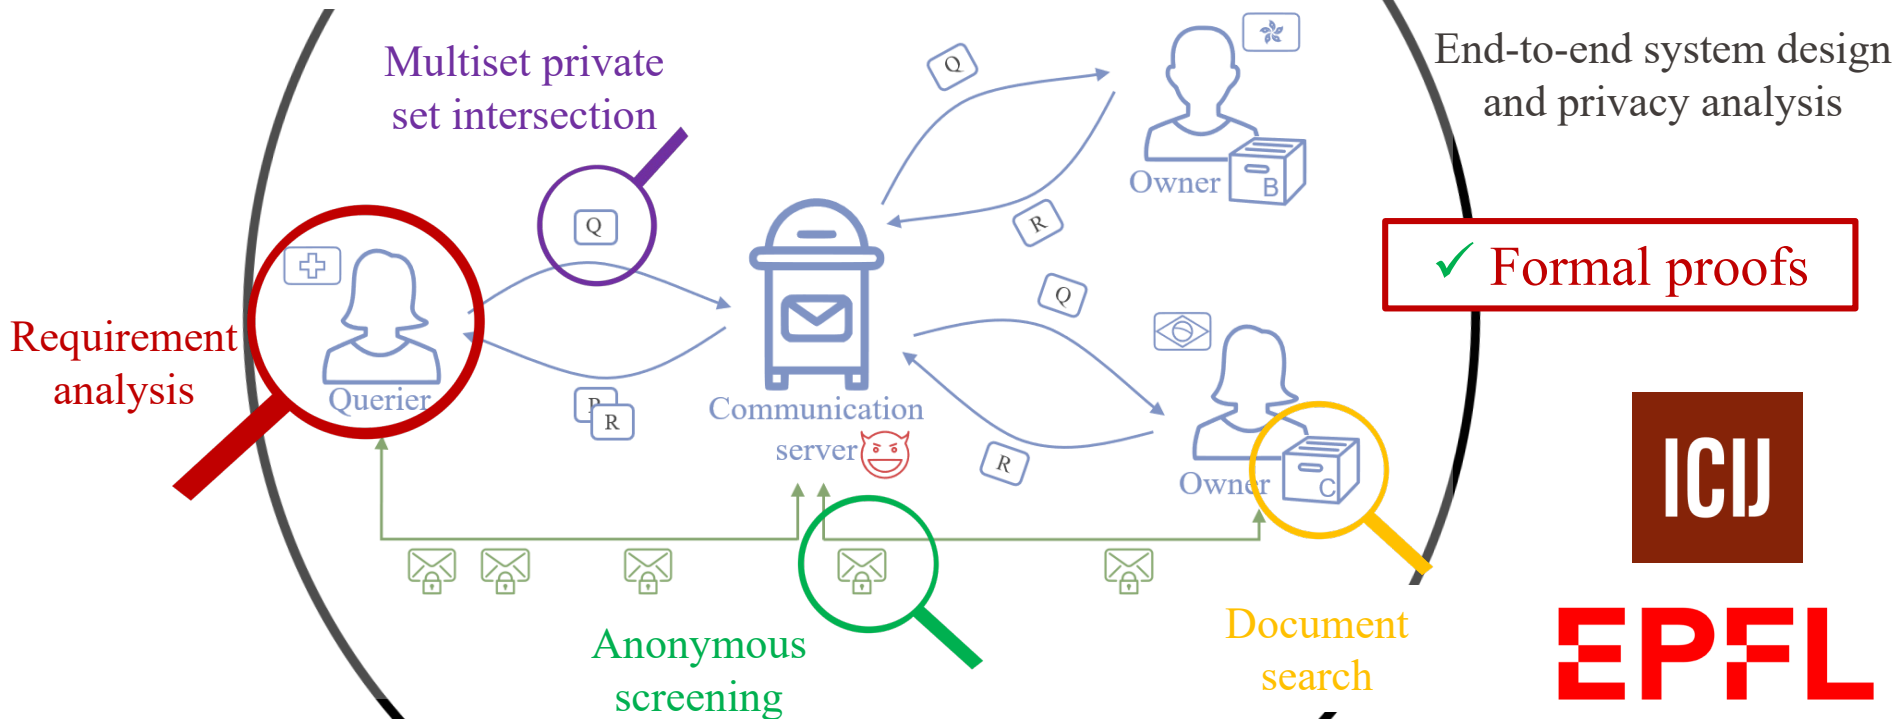 Multiset private
set intersection
End-to-end system design
and privacy analysis
Q
Owner
B
R
Q
✓ Formal proofs
Requirement
analysis
Querier
R
R
Communication
server
Q
R
Owner
C
ICIJ
Anonymous
screening
Document
search
EPFL